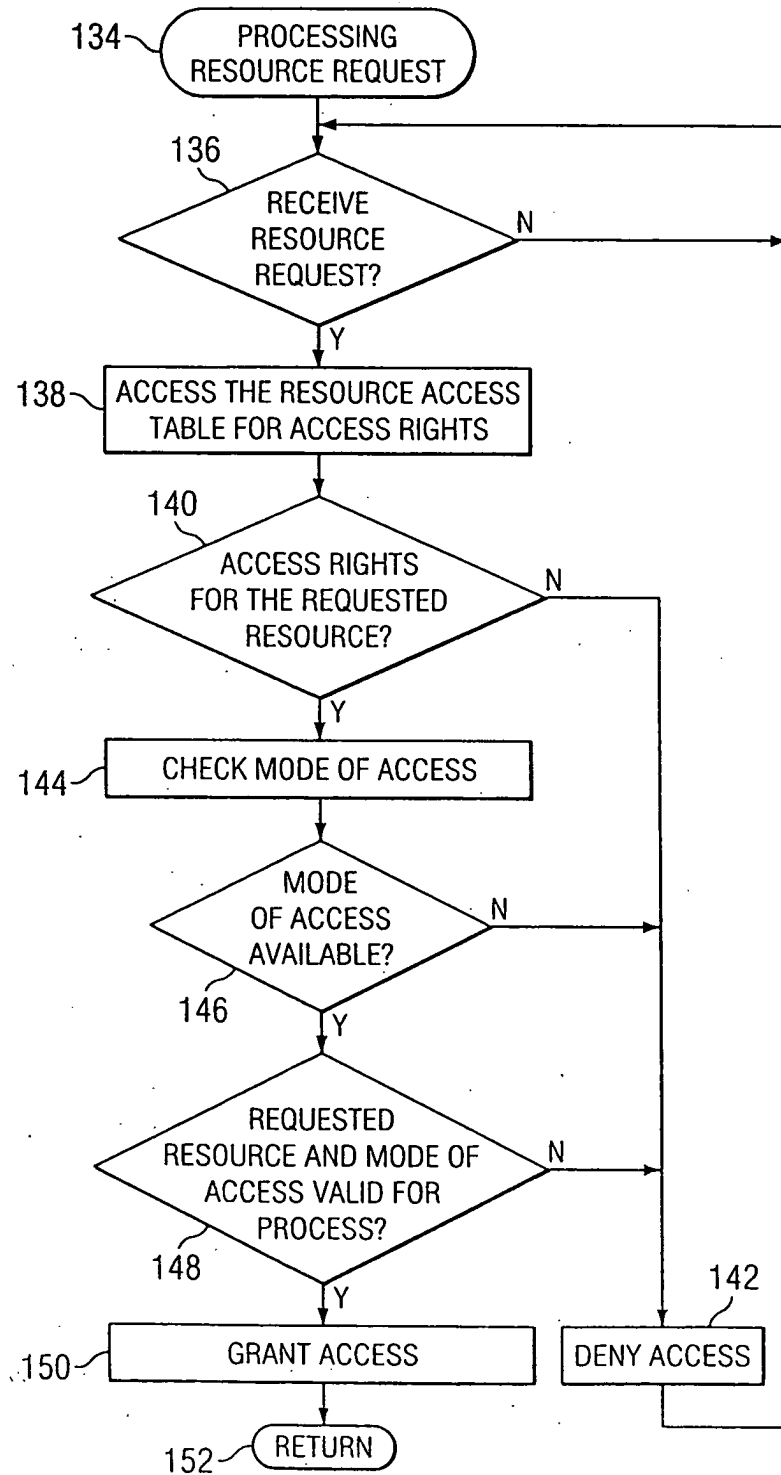 134
PROCESSING
RESOURCE REQUEST
136
RECEIVE
RESOURCE
REQUEST?
N
Y
138
ACCESS THE RESOURCE ACCESS
TABLE FOR ACCESS RIGHTS
140
ACCESS RIGHTS
FOR THE REQUESTED
RESOURCE?
N
Y
144
CHECK MODE OF ACCESS
MODE
OF ACCESS
AVAILABLE?
N
146
Y
REQUESTED
RESOURCE AND MODE OF
ACCESS VALID FOR
PROCESS?
N
148
Y
142
150
GRANT ACCESS
DENY ACCESS
152
RETURN